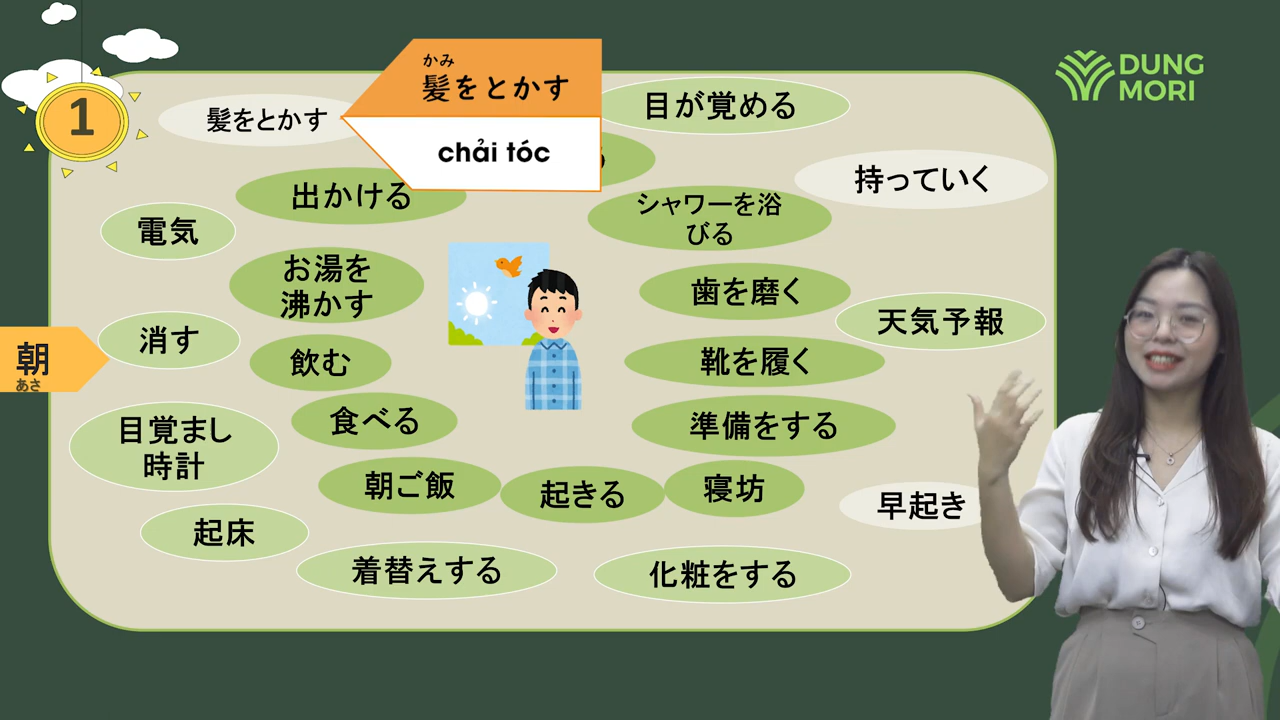 1
髪をとかす
かみ
髪をとかす
chải tóc
目が覚める
DUNG
MORI
持っていく
出かける
シャワーを浴
びる
電気
お湯を
沸かす
歯を磨く
天気予報
消す
飲む
靴を履く
朝
あさ
目覚まし
時計
食べる
準備をする
朝ご飯
起きる
寝坊
早起き
起床
着替えする
化粧をする